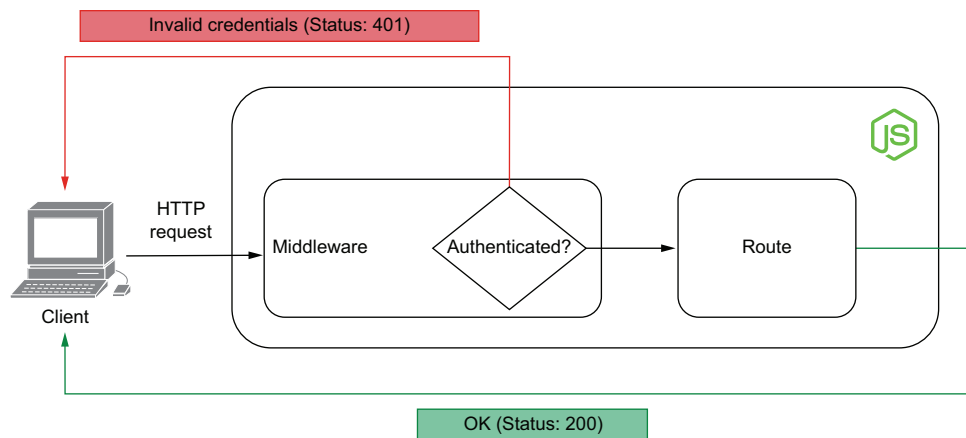 Invalid credentials (Status: 401)
JS
HTTP
request
Middleware
Authenticated?
Route
Client
OK (Status: 200)